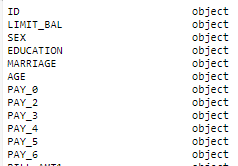 ID object
LIMIT_BAL object
SEX object
EDUCATION object
MARRIAGE object
AGE object
PAY_0 object
PAY_2 object
PAY_3 object
PAY_4 object
PAY_5 object
PAY_6 object